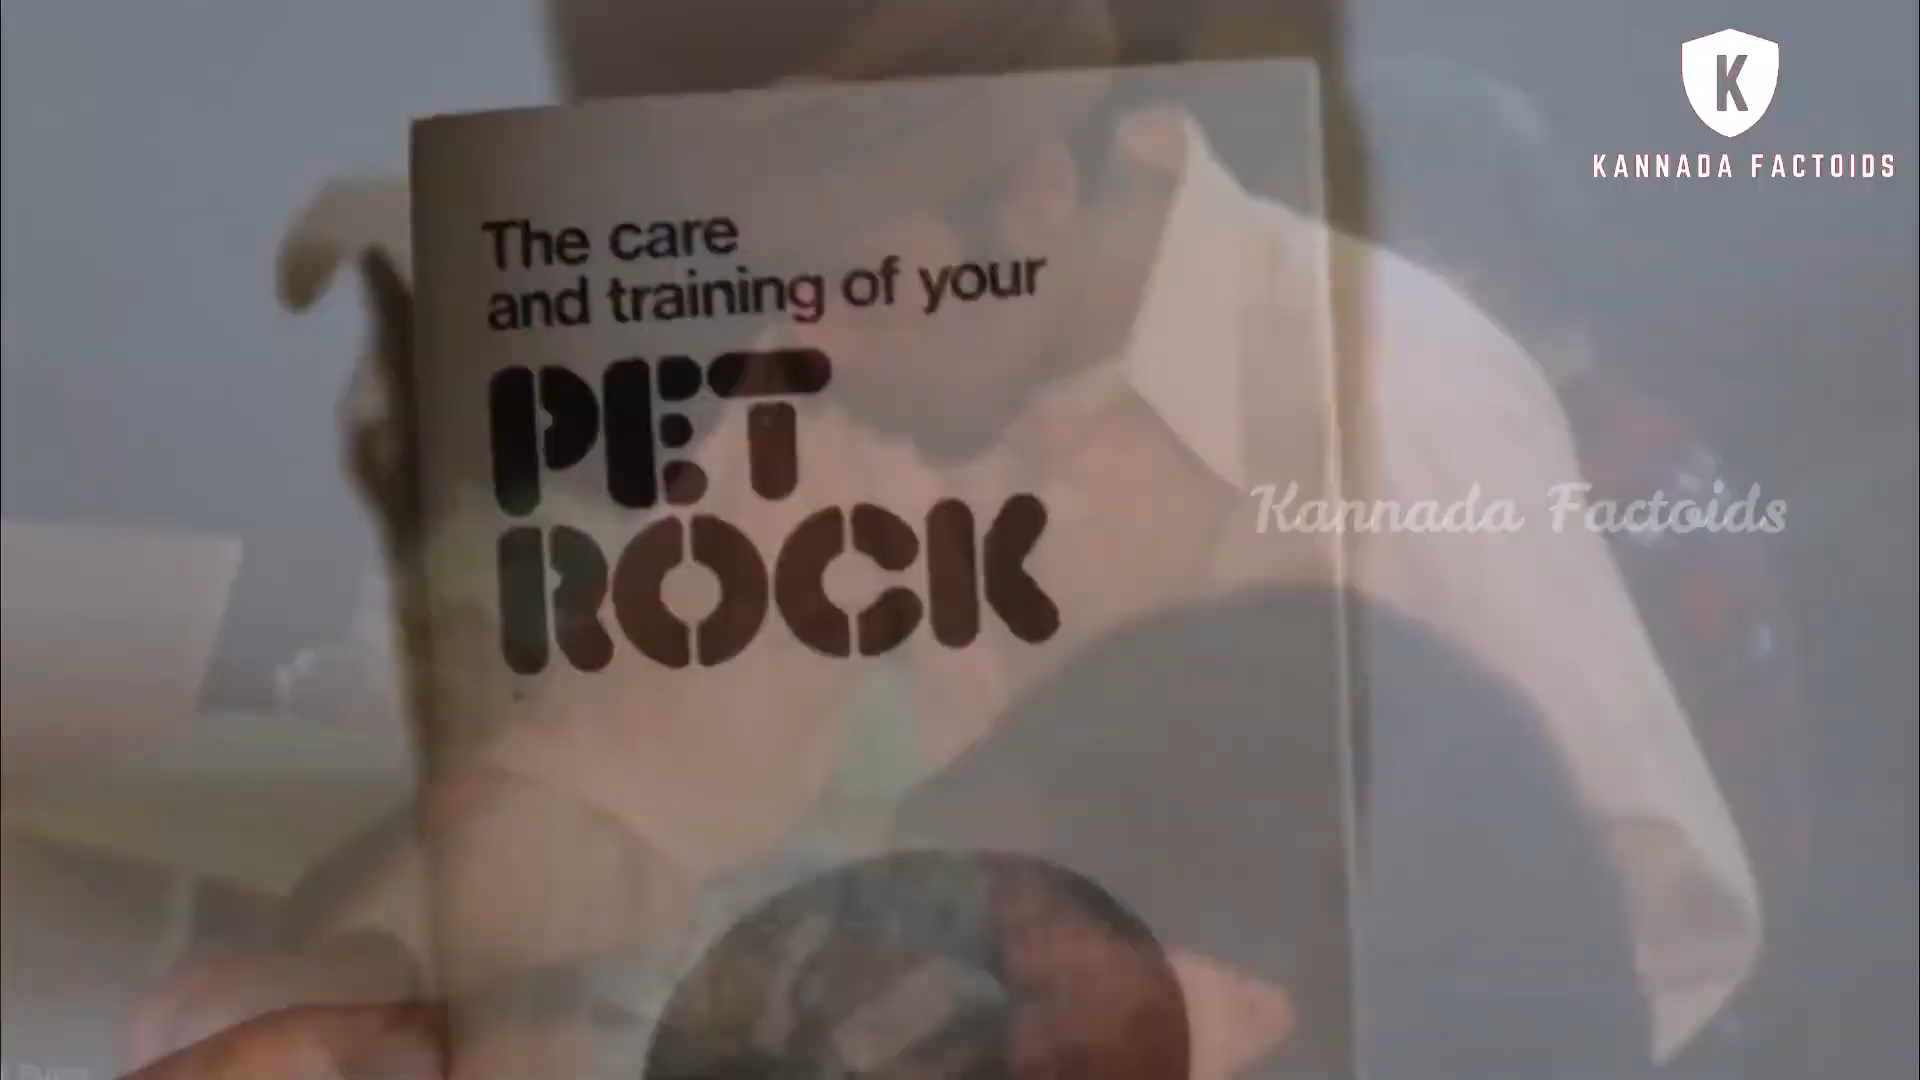 K
KANNADA FACTOIDS
The care
and training of your
PET
ROCK
Kannada Factoids